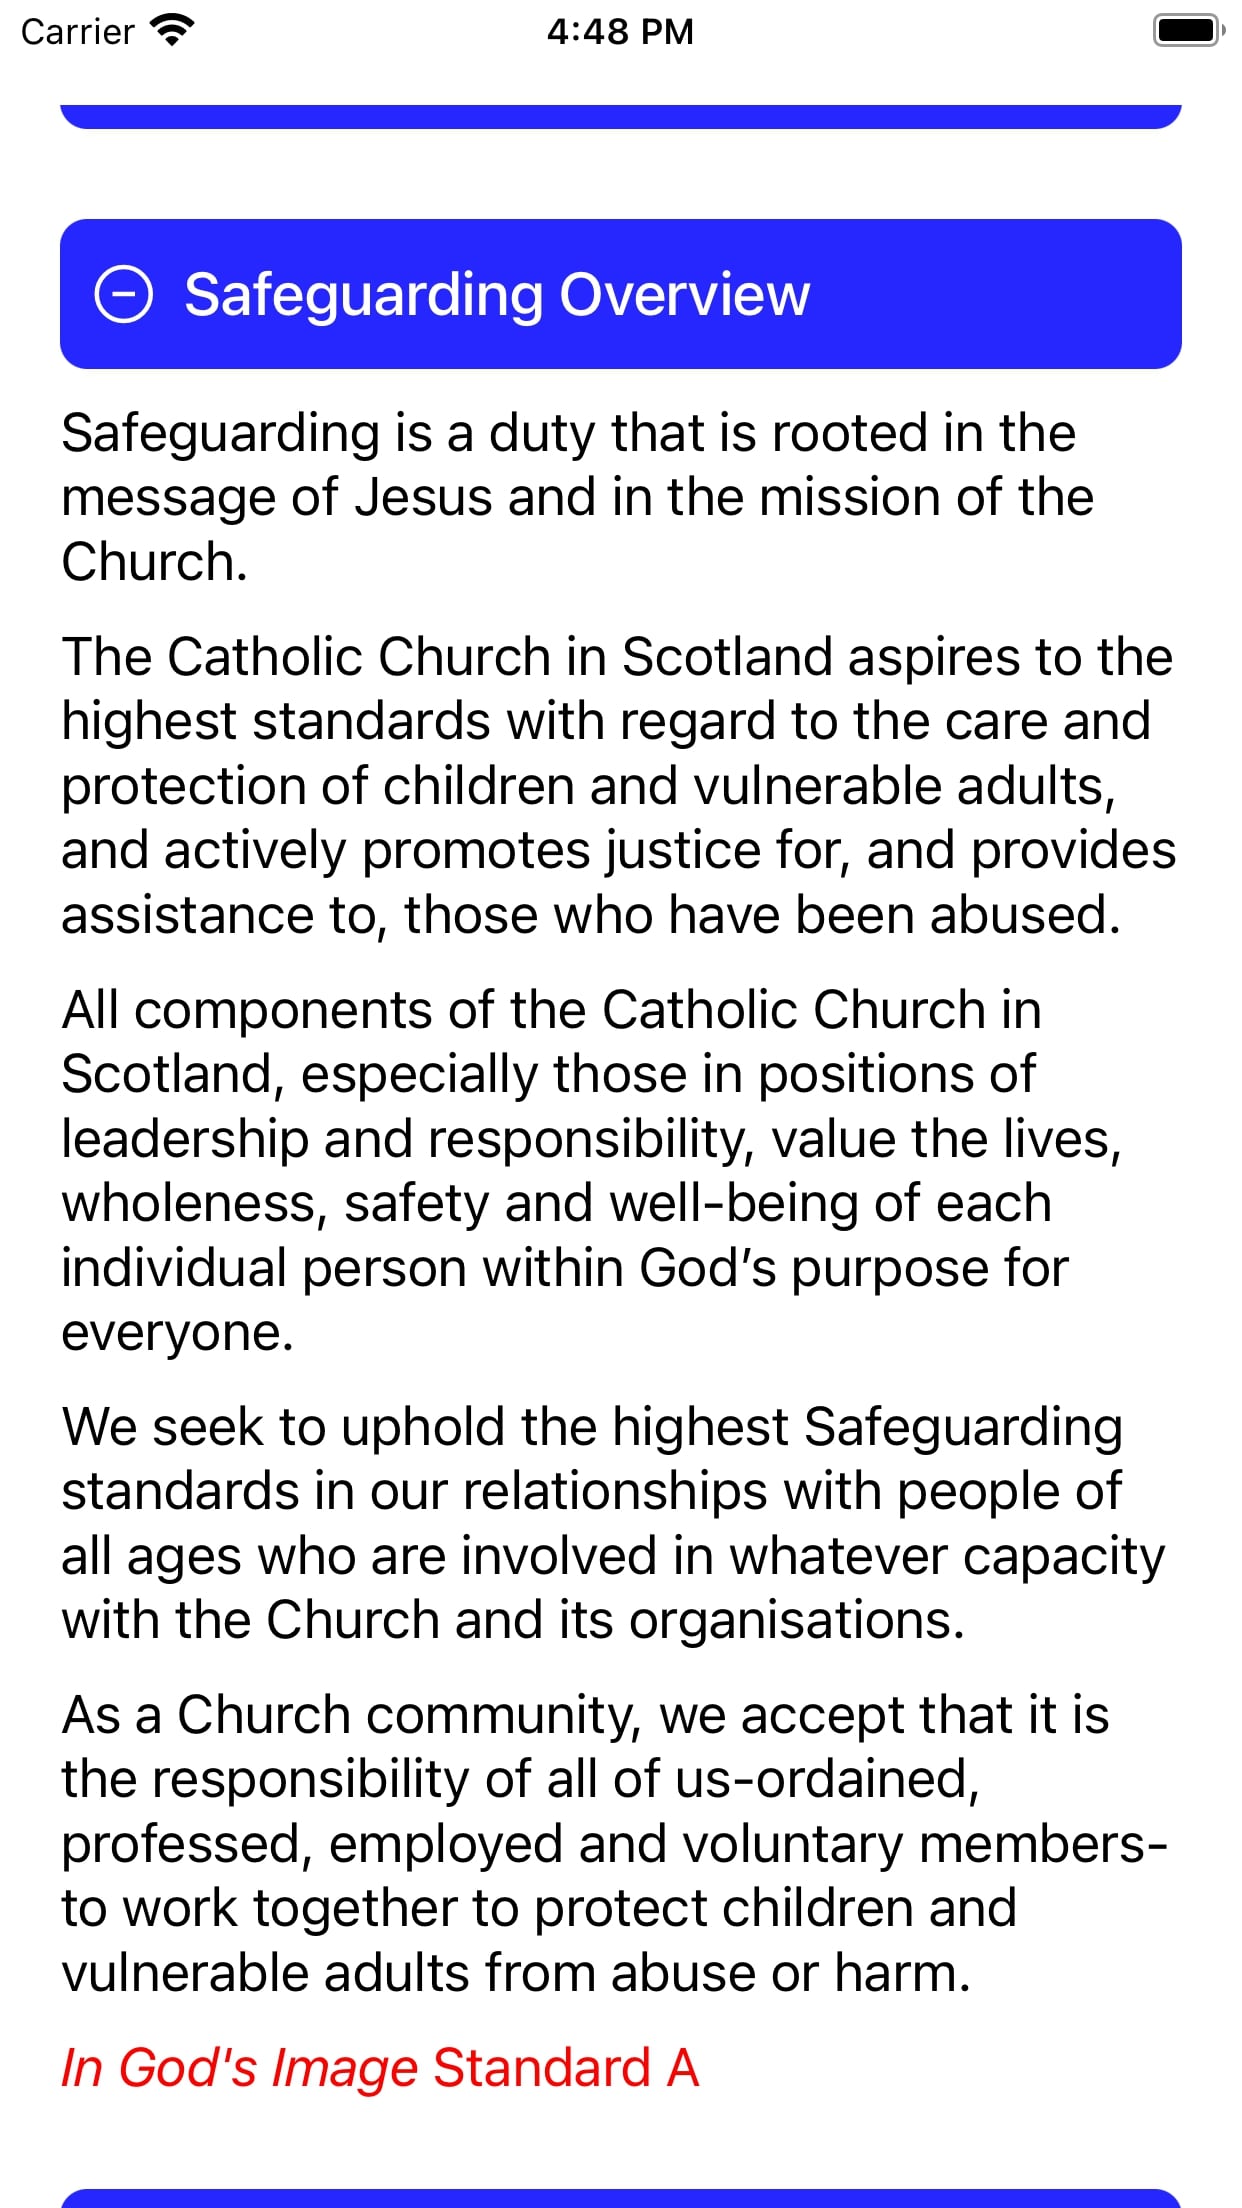 Carrier 4:48 PM
Safeguarding Overview
Safeguarding is a duty that is rooted in the
message of Jesus and in the mission of the
Church.
The Catholic Church in Scotland aspires to the
highest standards with regard to the care and
protection of children and vulnerable adults,
and actively promotes justice for, and provides
assistance to, those who have been abused.
All components of the Catholic Church in
Scotland, especially those in positions of
leadership and responsibility, value the lives,
wholeness, safety and well-being of each
individual person within God’s purpose for
everyone.
We seek to uphold the highest Safeguarding
standards in our relationships with people of
all ages who are involved in whatever capacity
with the Church and its organisations.
As a Church community, we accept that it is
the responsibility of all of us-ordained,
professed, employed and voluntary members-
to work together to protect children and
vulnerable adults from abuse or harm.
In God's Image Standard A